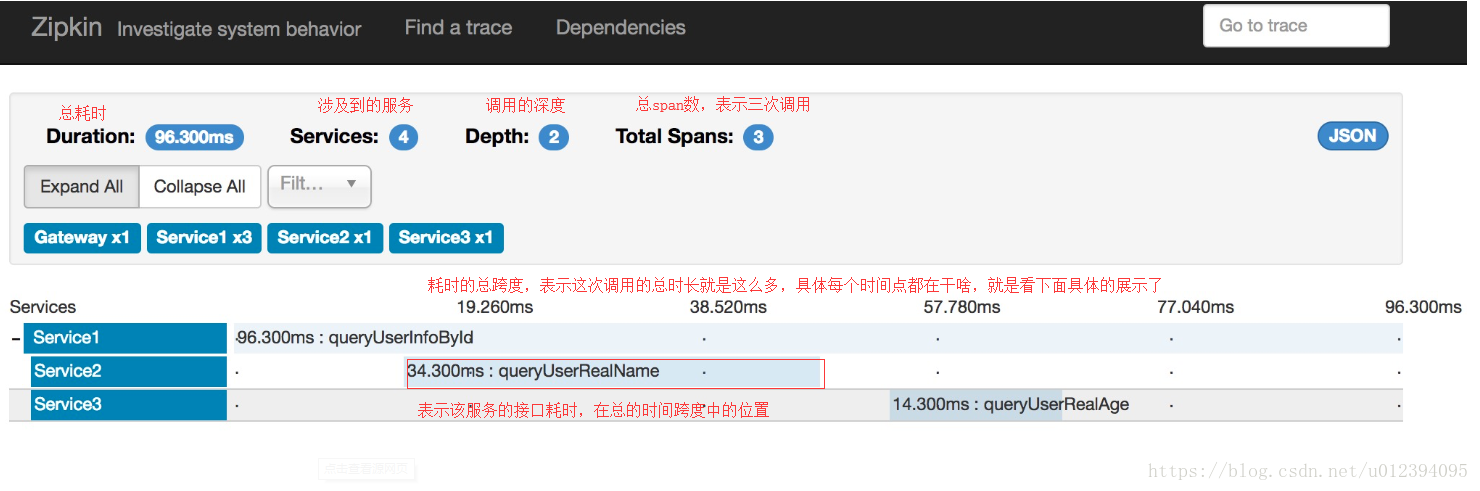 Zipkin Investigate system behavior Find a trace Dependencies Go to trace
总耗时 涉及到的服务 调用的深度 总span数，表示三次调用
Duration: 96.300ms Services: 4 Depth: 2 Total Spans: 3 JSON
Expand All Collapse All Filt...
Gateway x1 Service1 x3 Service2 x1 Service3 x1
耗时的总跨度，表示这次调用的总时长就是这么多，具体每个时间点都在干啥，就是看下面具体的展示了
Services 19.260ms 38.520ms 57.780ms 77.040ms 96.300ms
Service1 96.300ms : queryUserInfoById
Service2 34.300ms : queryUserRealName
Service3 14.300ms : queryUserRealAge
表示该服务的接口耗时，在总的时间跨度中的位置
https://blog.csdn.net/u012394095